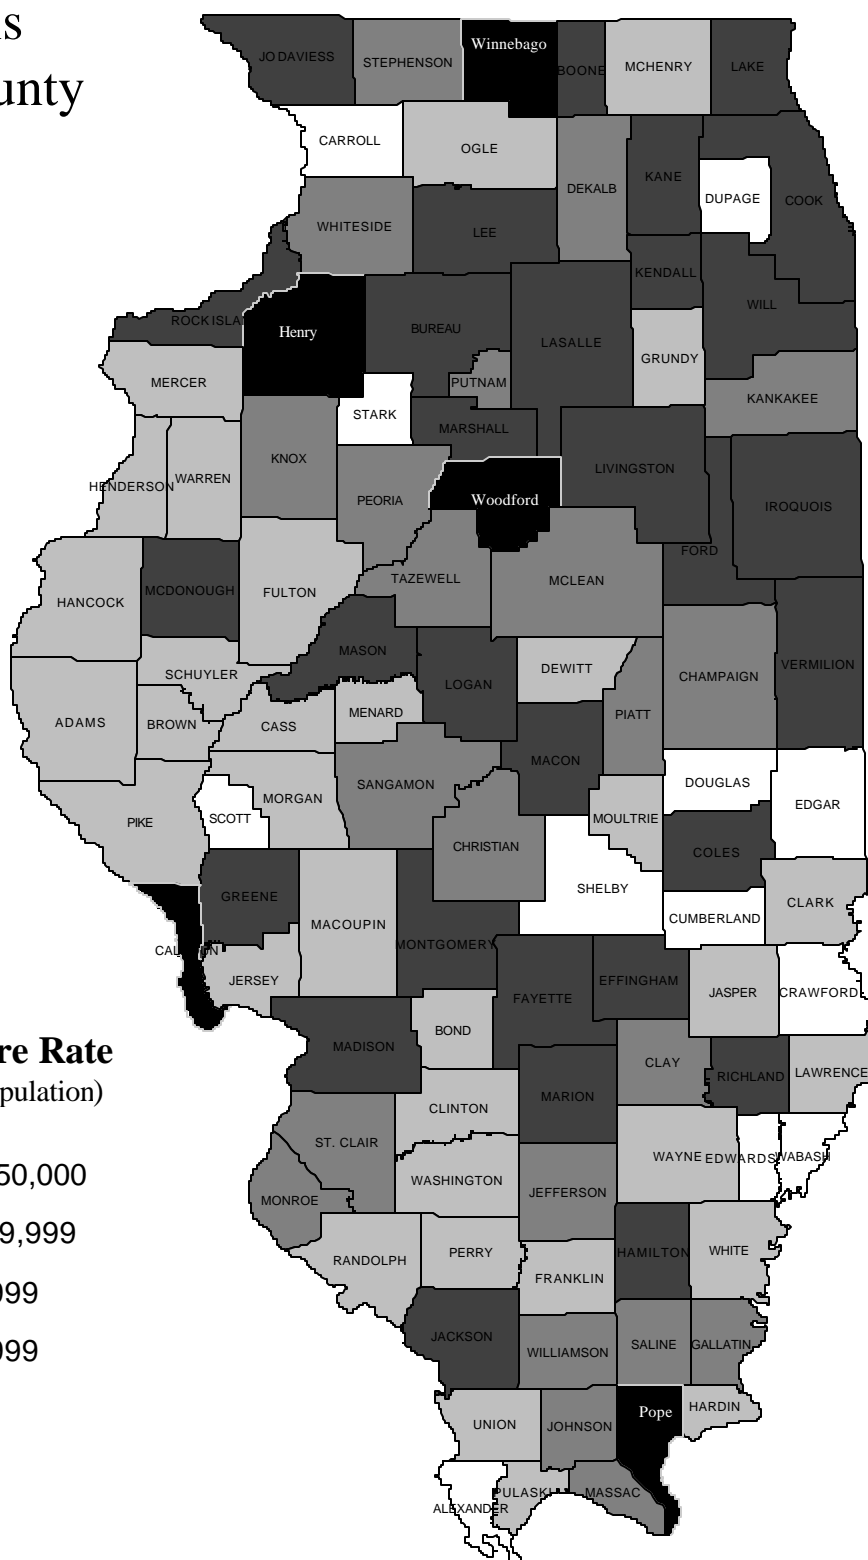 is
unty
JO DAVIESS
STEPHENSON
Winnebago
BOONE
MCHENRY
LAKE
CARROLL
OGLE
DEKALB
KANE
DUPAGE
COOK
WHITESIDE
LEE
KENDALL
ROCK ISLA
Henry
BUREAU
LASALLE
WILL
GRUNDY
MERCER
PUTNAM
STARK
KANKAKEE
MARSHALL
HENDERSON
WARREN
KNOX
PEORIA
Woodford
LIVINGSTON
IROQUOIS
FORD
HANCOCK
MCDONOUGH
FULTON
TAZEWELL
MCLEAN
MASON
SCHUYLER
LOGAN
DEWITT
CHAMPAIGN
VERMILION
ADAMS
BROWN
CASS
MENARD
PIATT
MACON
PIKE
SCOTT
MORGAN
SANGAMON
MOULTRIE
DOUGLAS
EDGAR
CHRISTIAN
COLES
SHELBY
GREENE
MACOUPIN
CUMBERLAND
CLARK
MONTGOMERY
JERSEY
FAYETTE
EFFINGHAM
JASPER
CRAWFORD
re Rate
pulation)
MADISON
BOND
CLAY
RICHLAND
LAWRENCE
CLINTON
MARION
50,000
9,999
999
999
ST. CLAIR
WAYNE
EDWARDS
WABASH
MONROE
WASHINGTON
JEFFERSON
RANDOLPH
PERRY
FRANKLIN
HAMILTON
WHITE
JACKSON
WILLIAMSON
SALINE
GALLATIN
UNION
JOHNSON
Pope
HARDIN
ALEXANDER
MASSAC